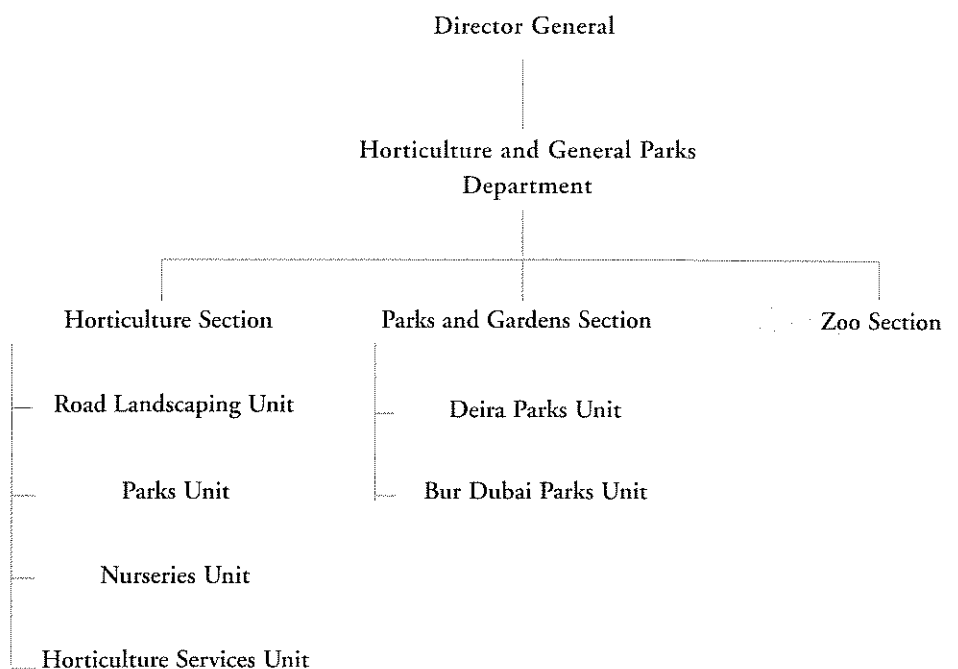 Director General
Horticulture and General Parks
Department
Horticulture Section
Parks and Gardens Section
Zoo Section
Road Landscaping Unit
Deira Parks Unit
Parks Unit
Bur Dubai Parks Unit
Nurseries Unit
Horticulture Services Unit